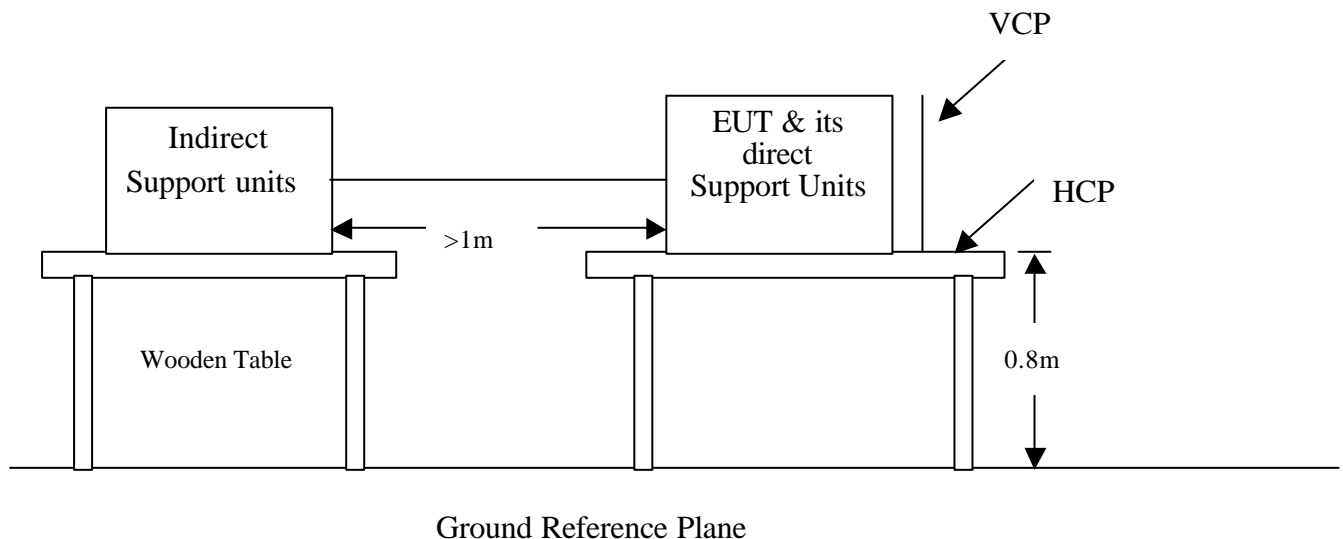 VCP
Indirect
Support units
EUT & its
direct
Support Units
HCP
>1m
Wooden Table
0.8m
Ground Reference Plane